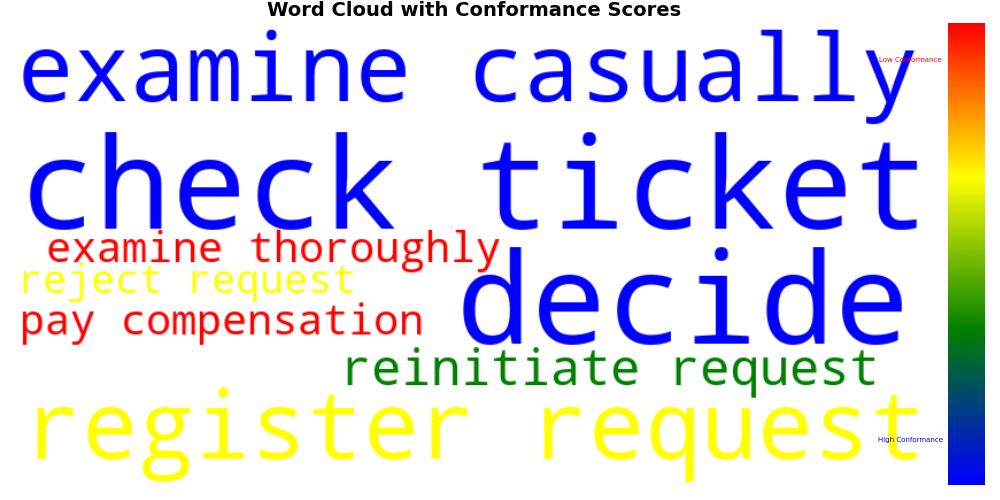 Word Cloud with Conformance Scores
examine casually
Low Conformance
check ticket
examine thoroughly
reject request
decide
pay compensation
reinitiate request
register request
High Conformance